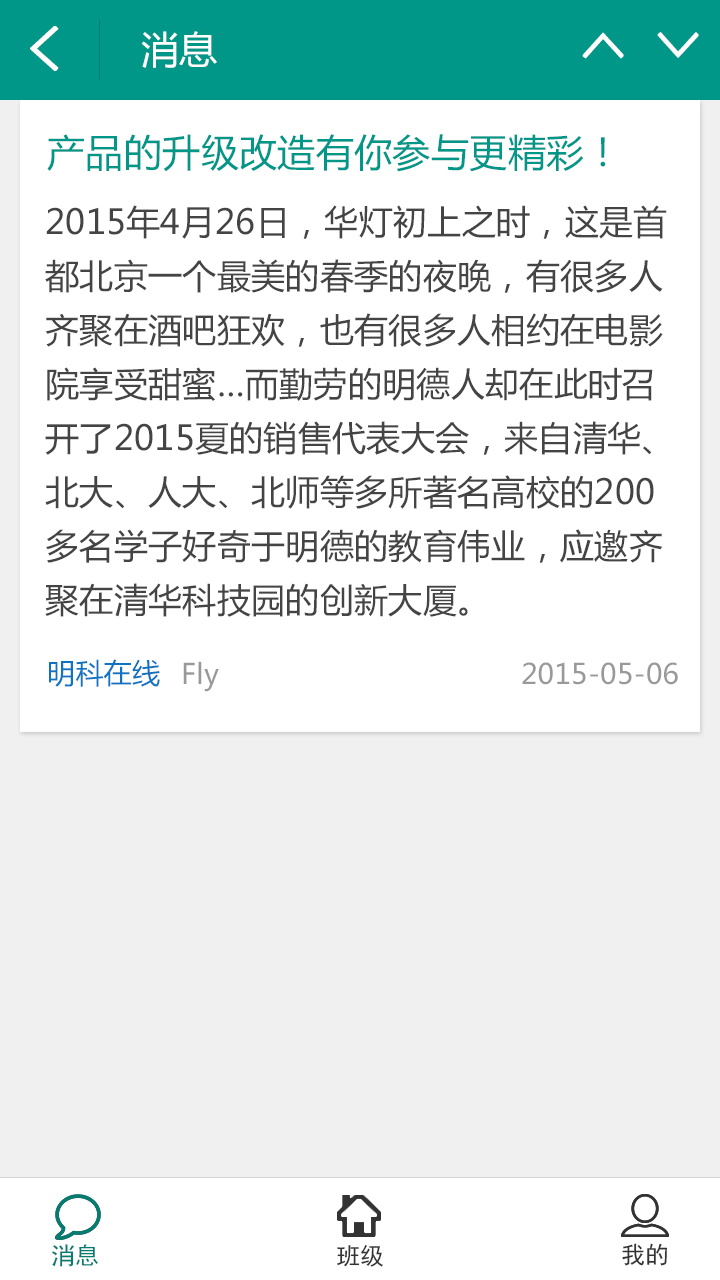 消息
产品的升级改造有你参与更精彩！
2015年4月26日，华灯初上之时，这是首
都北京一个最美的春季的夜晚，有很多人
齐聚在酒吧狂欢，也有很多人相约在电影
院享受甜蜜...而勤劳的明德人却在此时召
开了2015夏的销售代表大会，来自清华、
北大、人大、北师等多所著名高校的200
多名学子好奇于明德的教育伟业，应邀齐
聚在清华科技园的创新大厦。
明科在线 Fly 2015-05-06
消息 班级 我的